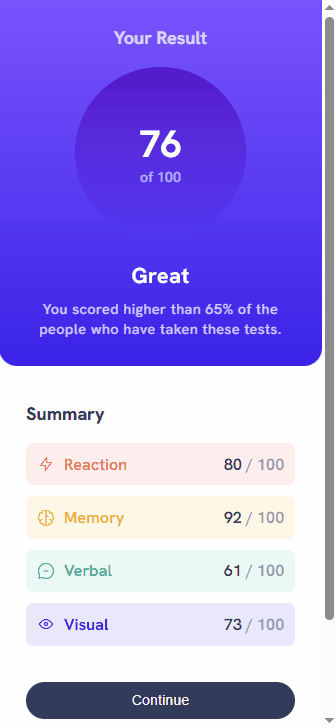 Your Result
76
of 100
Great
You scored higher than 65% of the
people who have taken these tests.
Summary
Reaction 80 / 100
Memory 92 / 100
Verbal 61 / 100
Visual 73 / 100
Continue